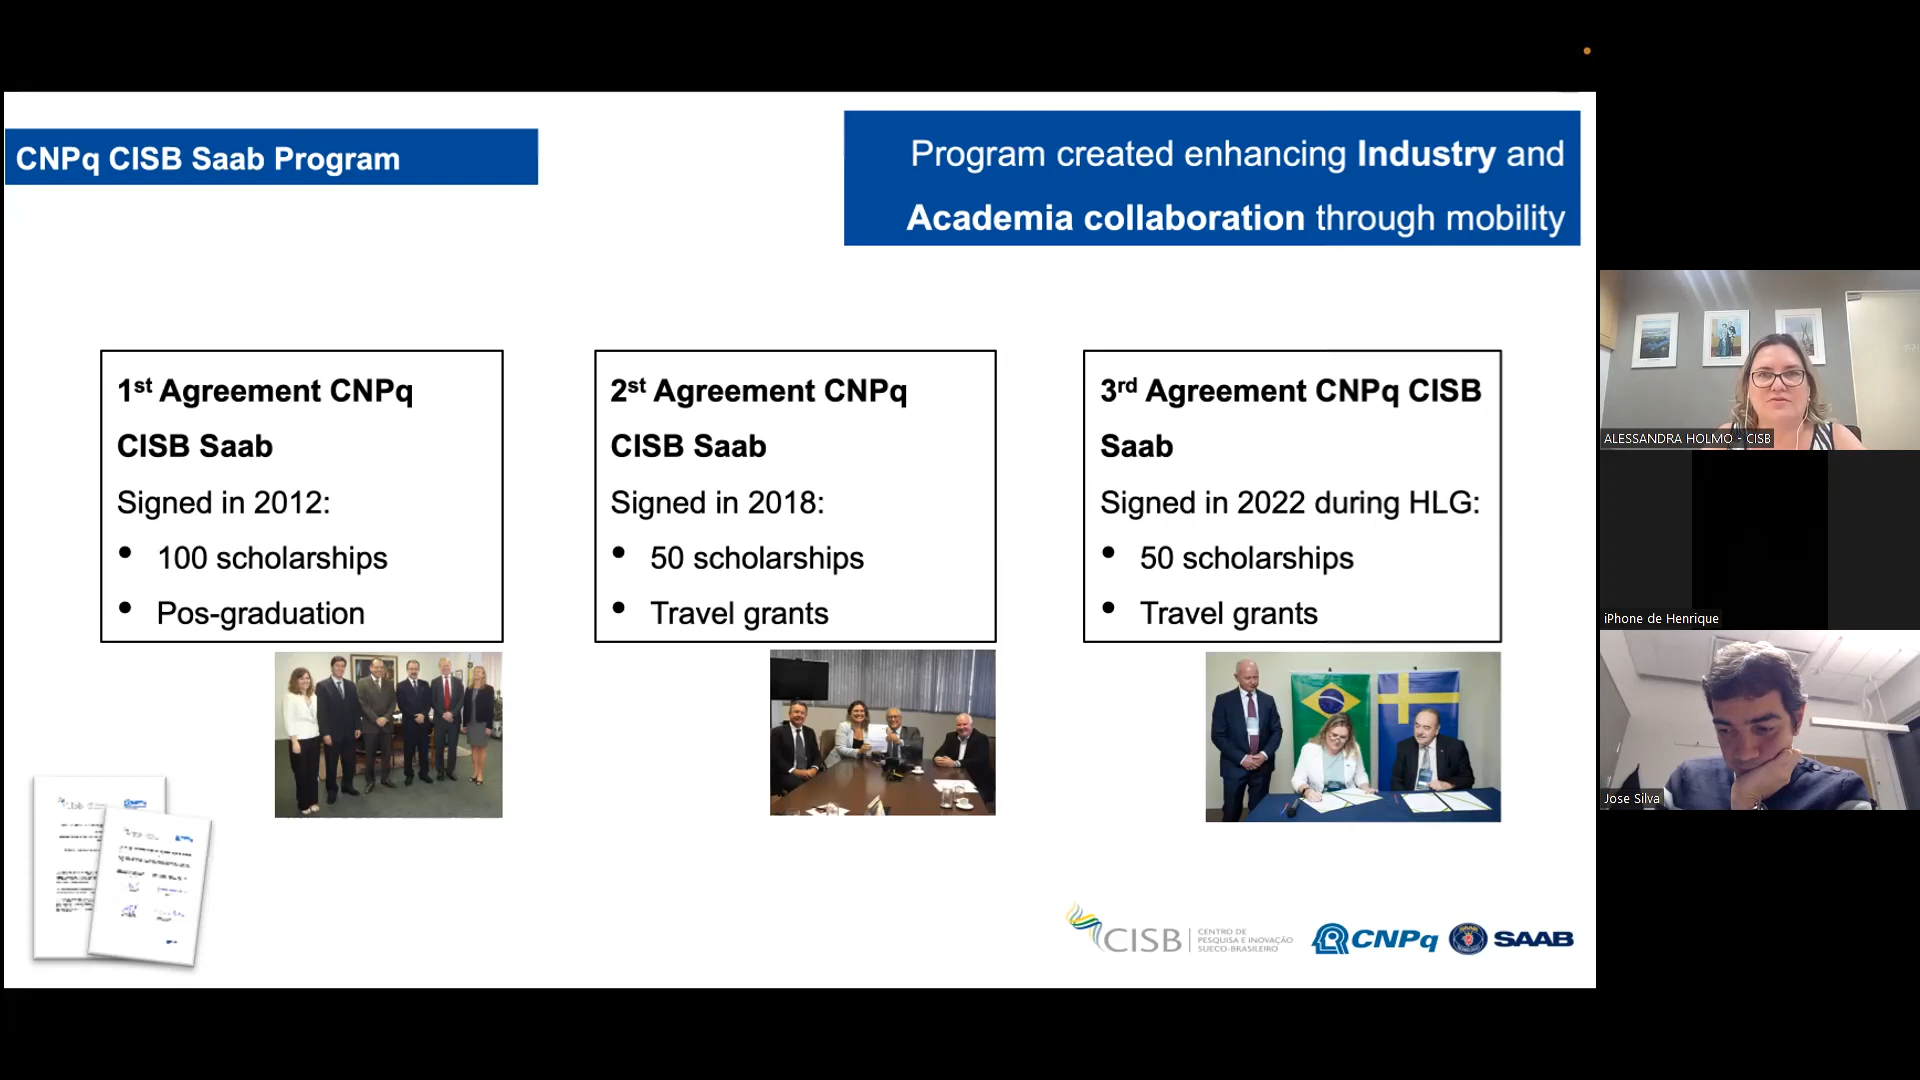 CNPq CISB Saab Program
Program created enhancing Industry and
Academia collaboration through mobility
1st Agreement CNPq
CISB Saab
Signed in 2012:
• 100 scholarships
• Pos-graduation
2st Agreement CNPq
CISB Saab
Signed in 2018:
• 50 scholarships
• Travel grants
3rd Agreement CNPq CISB
Saab
Signed in 2022 during HLG:
• 50 scholarships
• Travel grants
CISB
CENTRO DE
PESQUISA E INOVAÇÃO
SUECO-BRASILEIRO
CNPq
SAAB
ALESSANDRA HOLMO - CISB
iPhone de Henrique
Jose Silva